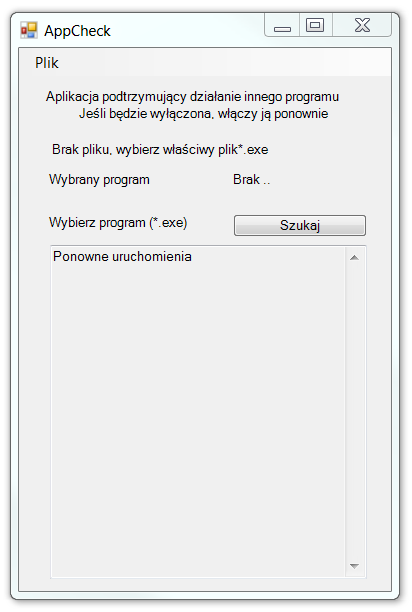 AppCheck
Plik
Aplikacja podtrzymujący działanie innego programu
Jeśli będzie wyłączona, włączy ją ponownie
Brak pliku, wybierz właściwy plik*.exe
Wybrany program Brak ..
Wybierz program (*.exe) Szukaj
Ponowne uruchomienia